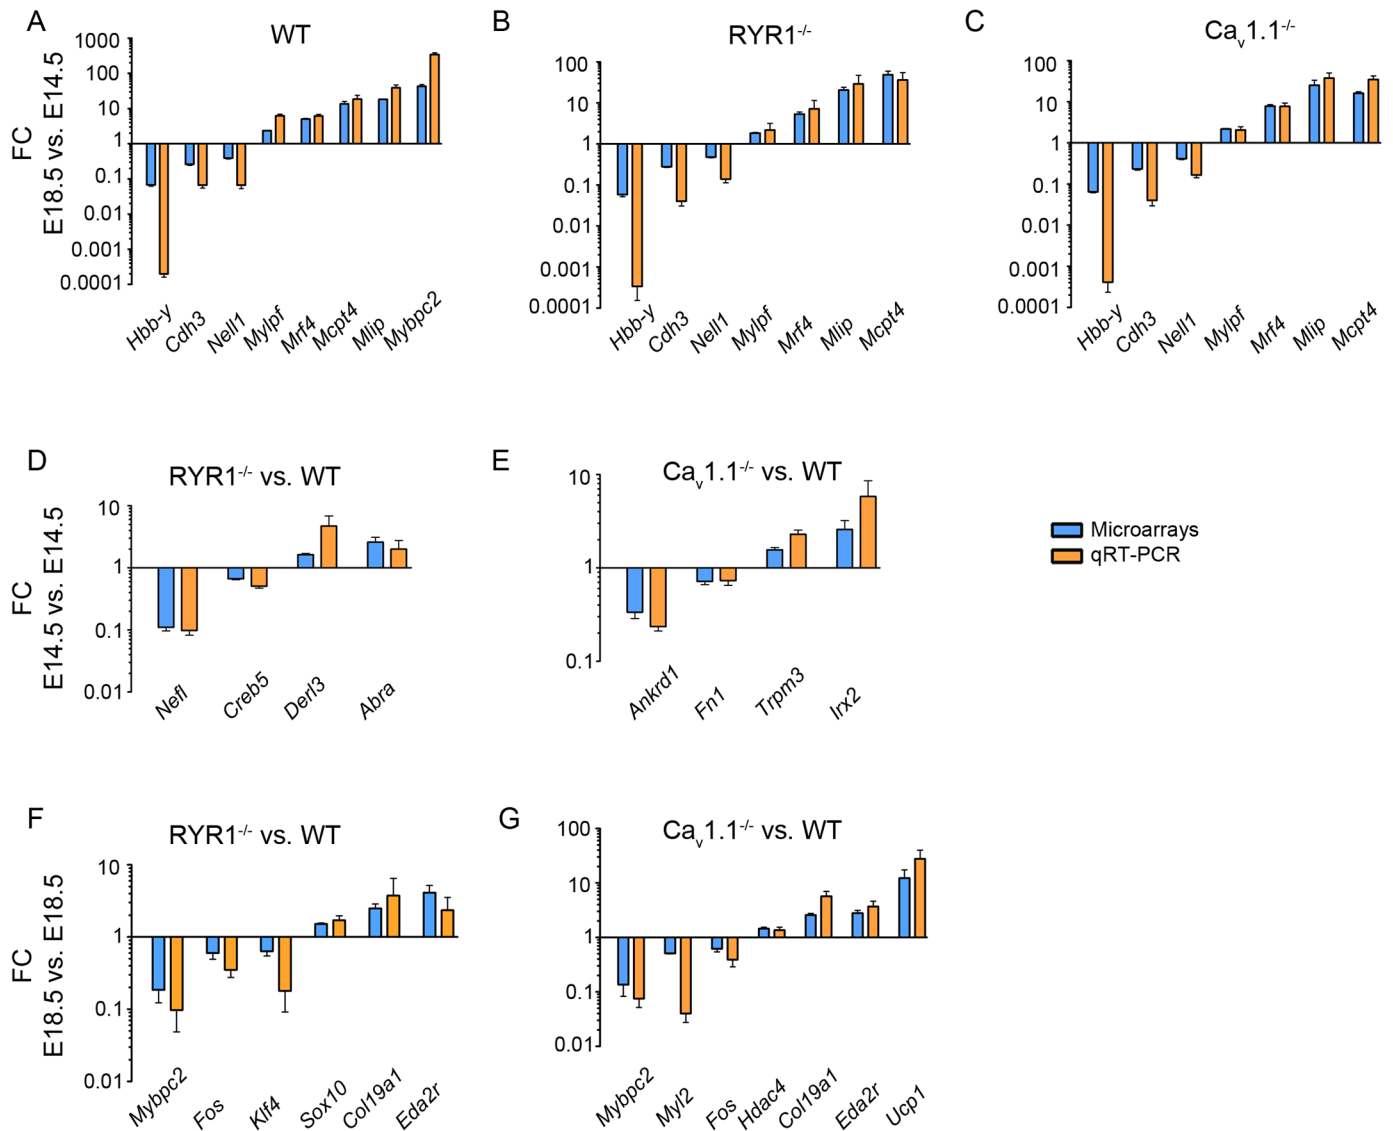 A
WT
FC
E18.5 vs. E14.5
1000
100
10
1
0.1
0.01
0.001
0.0001
Hbb-y
Cdh3
Nell1
Mylpf
Mrf4
Mcpt4
Mlip
Mybpc2
B
RYR1-/-
100
10
1
0.1
0.01
0.001
0.0001
Hbb-y
Cdh3
Nell1
Mylpf
Mrf4
Mlip
Mcpt4
C
Cav1.1-/-
100
10
1
0.1
0.01
0.001
0.0001
Hbb-y
Cdh3
Nell1
Mylpf
Mrf4
Mlip
Mcpt4
D
RYR1-/- vs. WT
FC
E14.5 vs. E14.5
10
1
0.1
0.01
Nefl
Creb5
Derl3
Abra
E
Cav1.1-/- vs. WT
10
1
0.1
Ankrd1
Fn1
Trpm3
Irx2
Microarrays
qRT-PCR
F
RYR1-/- vs. WT
FC
E18.5 vs. E18.5
10
1
0.1
0.01
Mybpc2
Fos
Klf4
Sox10
Col19a1
Eda2r
G
Cav1.1-/- vs. WT
100
10
1
0.1
0.01
Mybpc2
Myl2
Fos
Hdac4
Col19a1
Eda2r
Ucp1